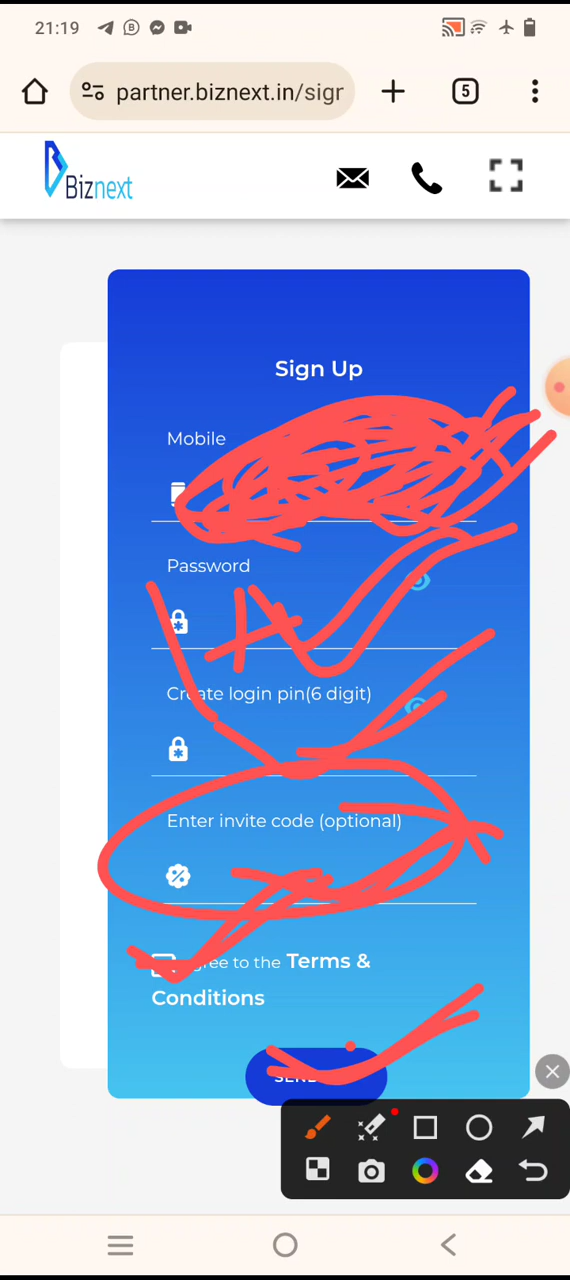 21:19
partner.biznext.in/sigr
5
Biznext
Sign Up
Mobile
Password
Create login pin(6 digit)
Enter invite code (optional)
agree to the Terms &
Conditions